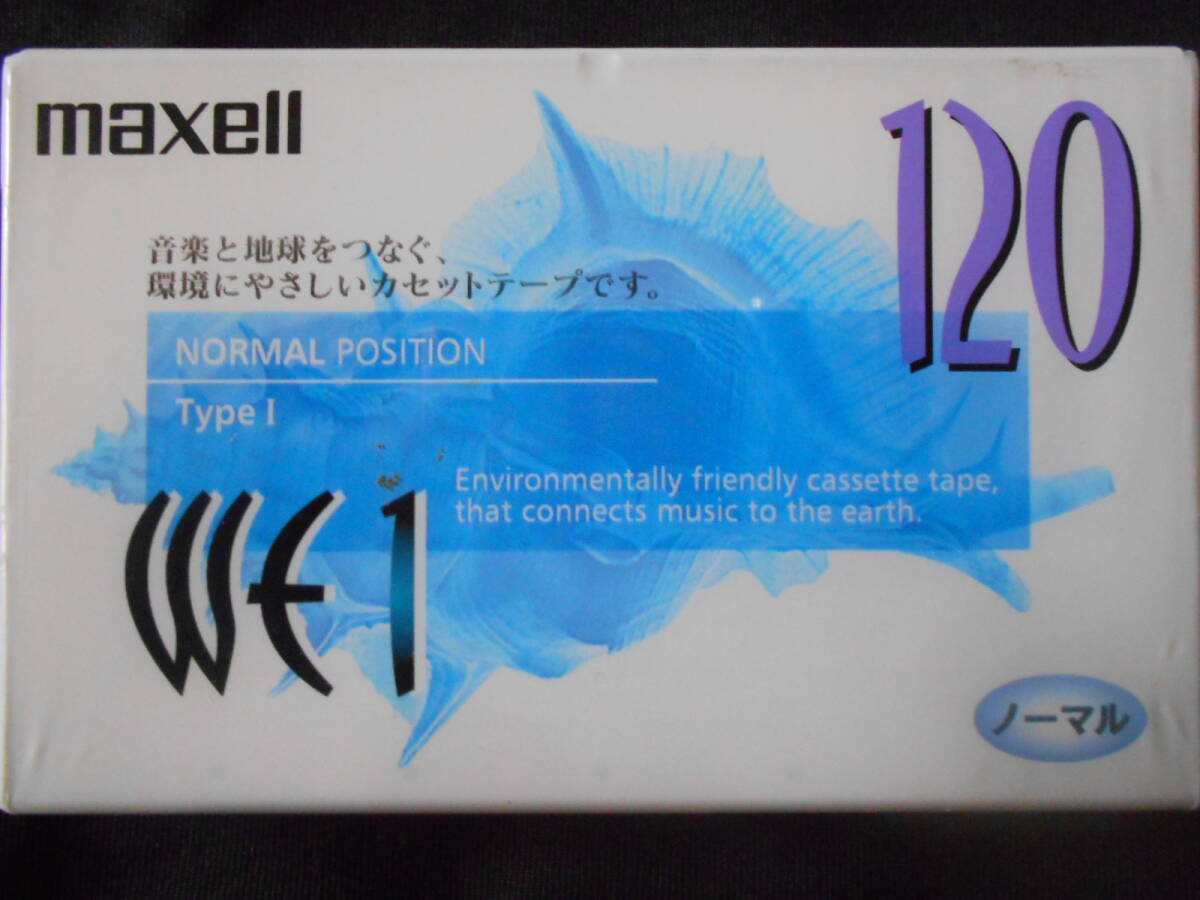 maxell
120
音楽と地球をつなぐ、
環境にやさしいカセットテープです。
NORMAL POSITION
Type I
Environmentally friendly cassette tape,
that connects music to the earth.
WE 1
ノーマル